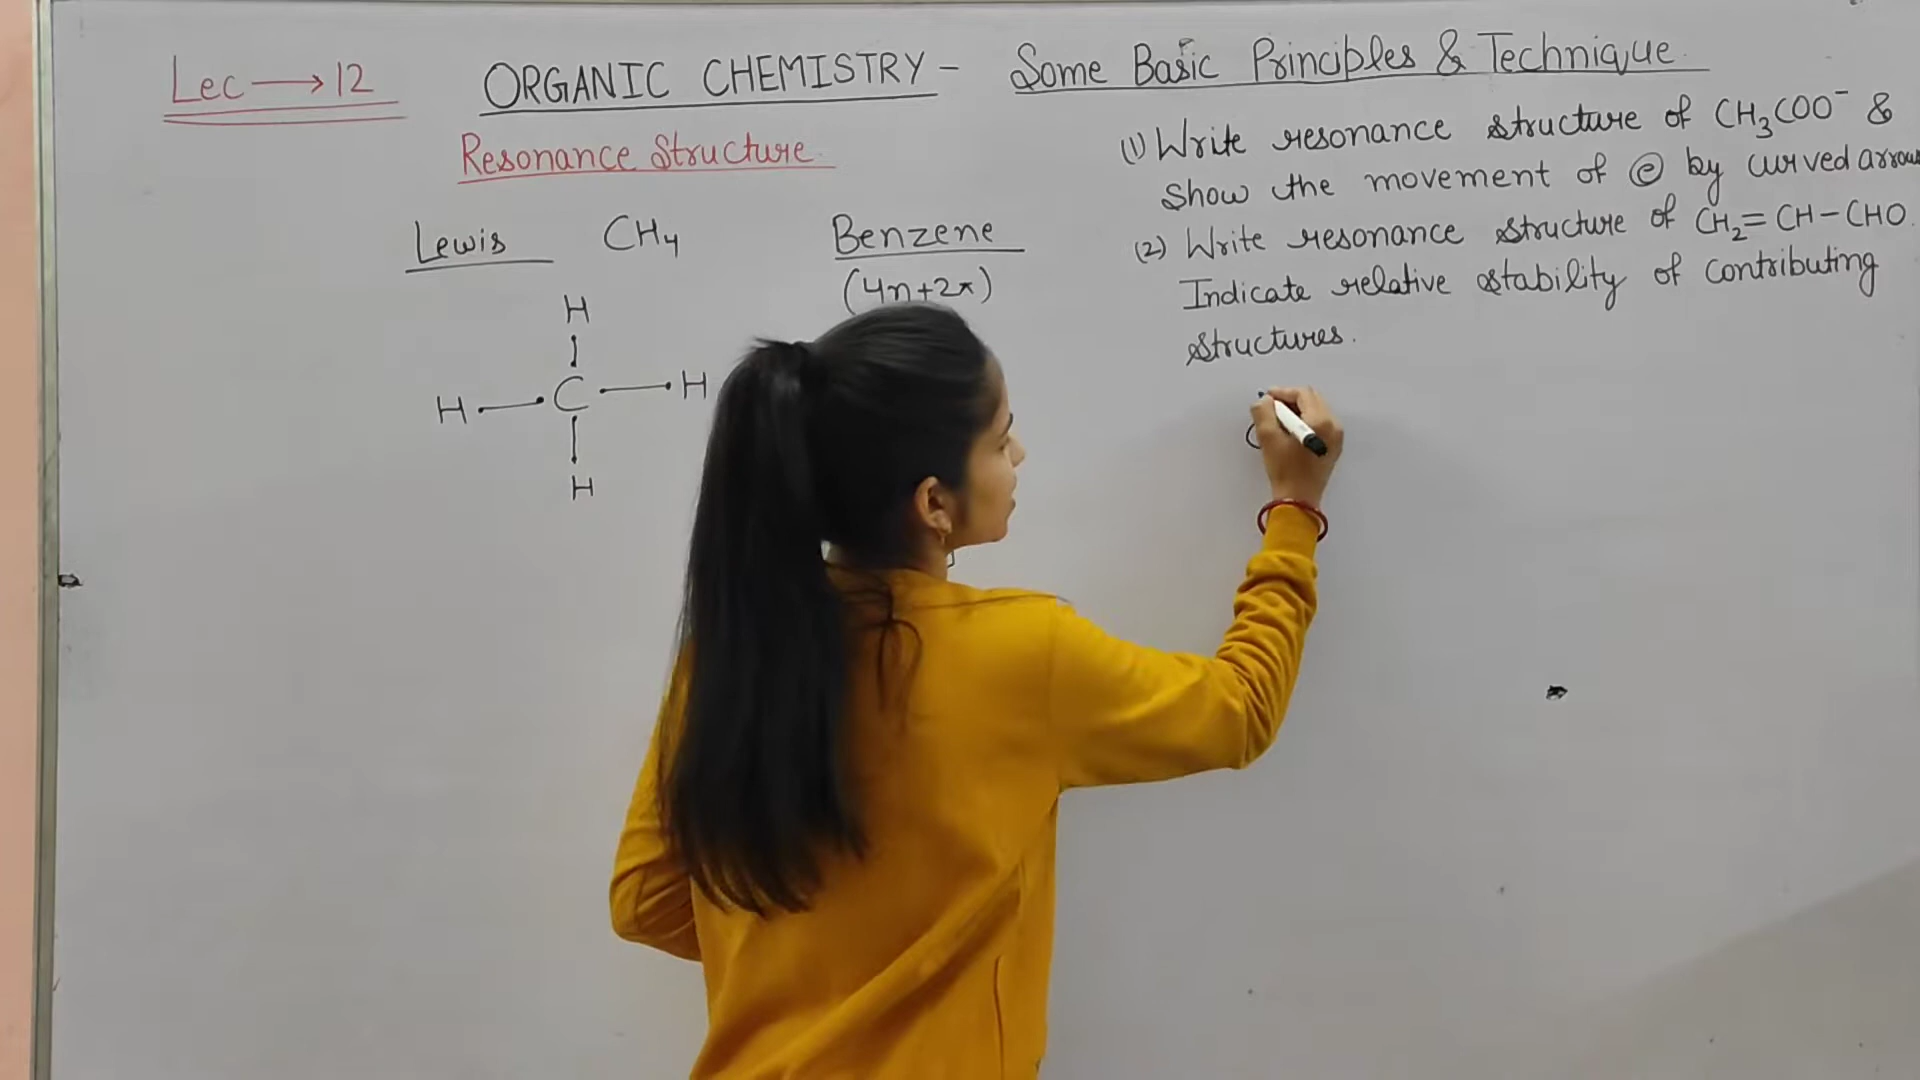 Lec → 12
ORGANIC CHEMISTRY - Some Basic Principles & Technique
Resonance Structure
Lewis CH₄
H
H C H
H
Benzene
(4n+2π)
(1) Write resonance structure of CH₃COO⁻ &
Show the movement of ⓔ by curved arrows
(2) Write resonance structure of CH₂=CH-CHO.
Indicate relative stability of contributing
structures.
C